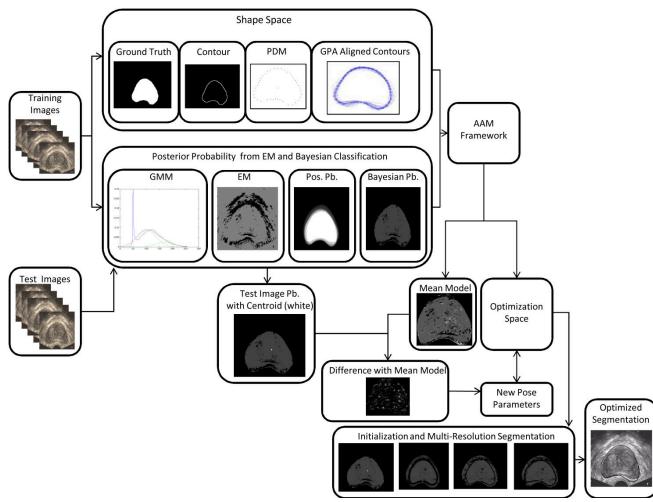 Shape Space
Ground Truth
Contour
PDM
GPA Aligned Contours
Training
Images
AAM
Framework
Posterior Probability from EM and Bayesian Classification
GMM
EM
Pos. Pb.
Bayesian Pb.
Test Images
Test Image Pb.
with Centroid (white)
Mean Model
Optimization
Space
Difference with Mean Model
New Pose
Parameters
Optimized
Segmentation
Initialization and Multi-Resolution Segmentation